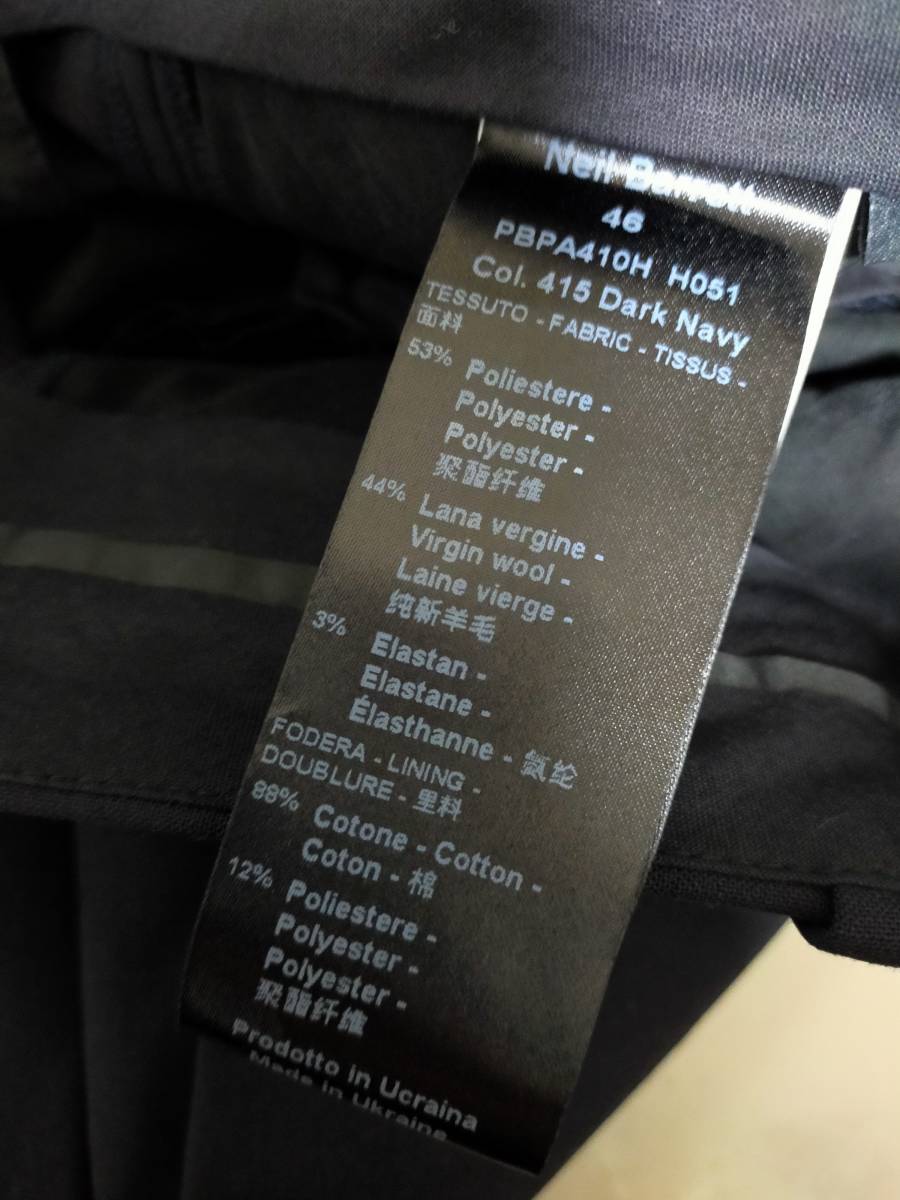 Neil Barrett
46
PBPA410H H051
Col. 415 Dark Navy
TESSUTO - FABRIC - TISSUS -
面料
53% Poliestere -
Polyester -
Polyester -
聚酯纤维
44% Lana vergine -
Virgin wool -
Laine vierge -
纯新羊毛
3% Elastan -
Elastane -
Élasthanne - 氨纶
FODERA - LINING -
DOUBLURE - 里料
88% Cotone - Cotton -
Coton - 棉
12% Poliestere -
Polyester -
Polyester -
聚酯纤维
Prodotto in Ucraina
Made in Ukraine